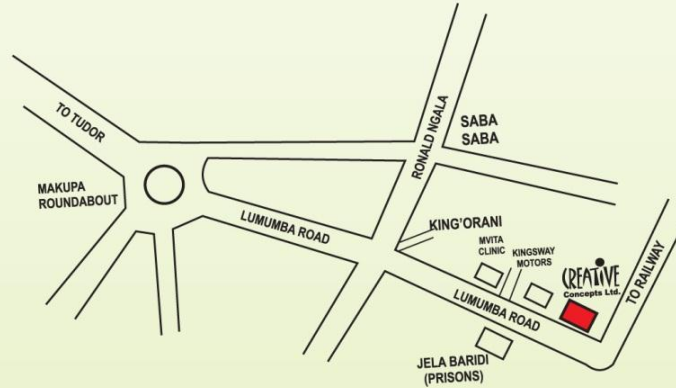 TO TUDOR
MAKUPA
ROUNDABOUT
LUMUMBA ROAD
RONALD NGALA
SABA
SABA
KING'ORANI
MVITA
CLINIC
KINGSWAY
MOTORS
CREATIVE
Concepts Ltd.
TO RAILWAY
LUMUMBA ROAD
JELA BARIDI
(PRISONS)